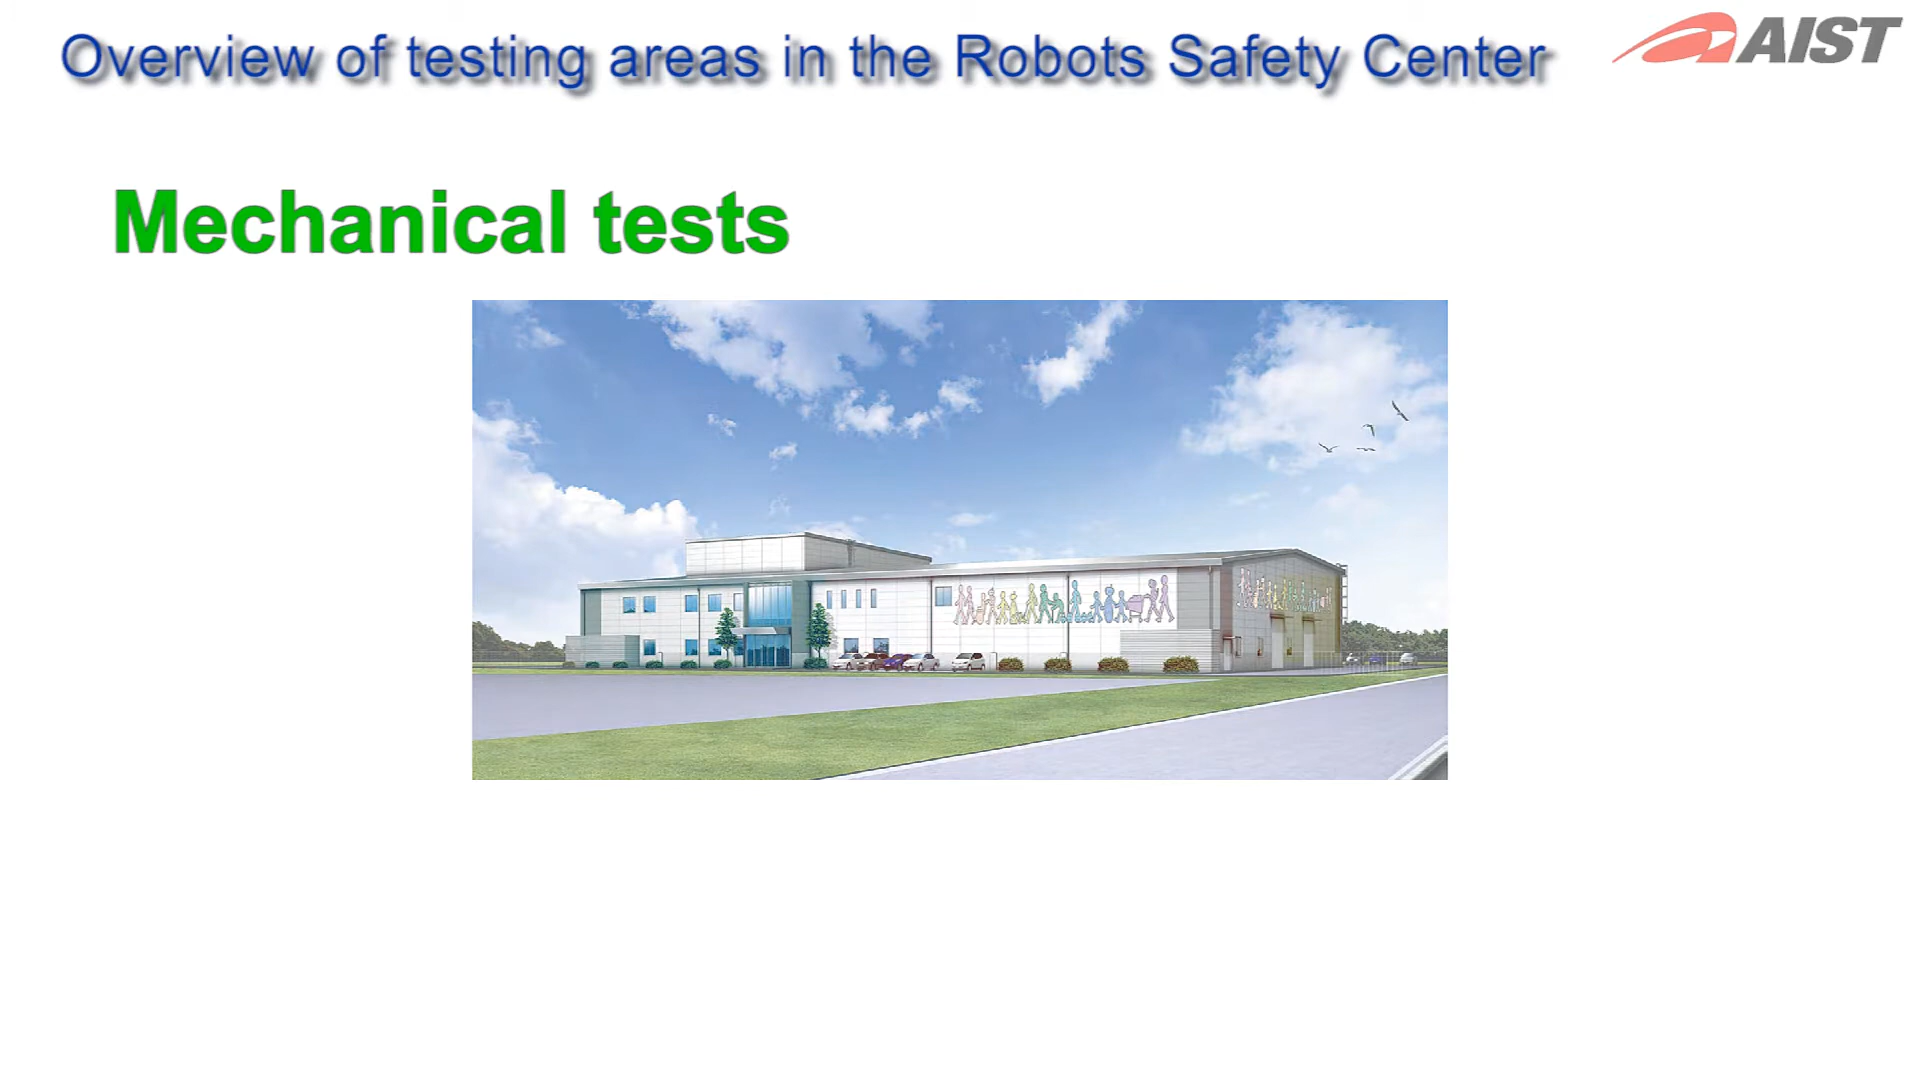 Overview of testing areas in the Robots Safety Center
AIST
Mechanical tests